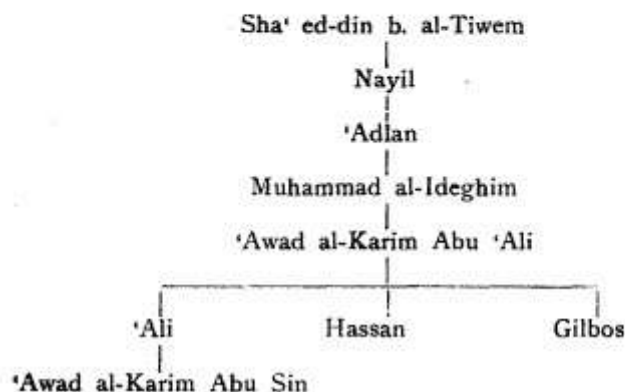 Sha‘ ed-din b. al-Tiwem
Nayil
‘Adlan
Muhammad al-Ideghim
‘Awad al-Karim Abu ‘Ali
‘Ali Hassan Gilbos
‘Awad al-Karim Abu Sin